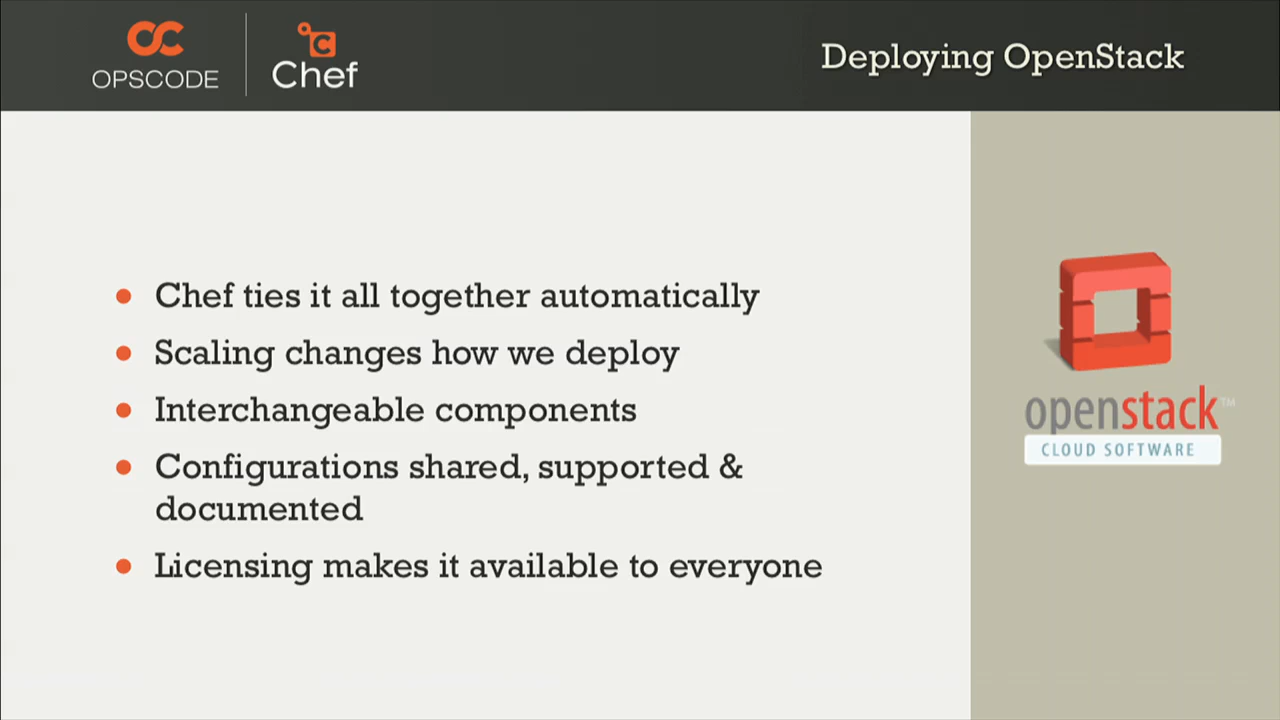 OPSCODE
Chef
Deploying OpenStack
Chef ties it all together automatically
Scaling changes how we deploy
Interchangeable components
Configurations shared, supported &
documented
Licensing makes it available to everyone
openstack™
CLOUD SOFTWARE